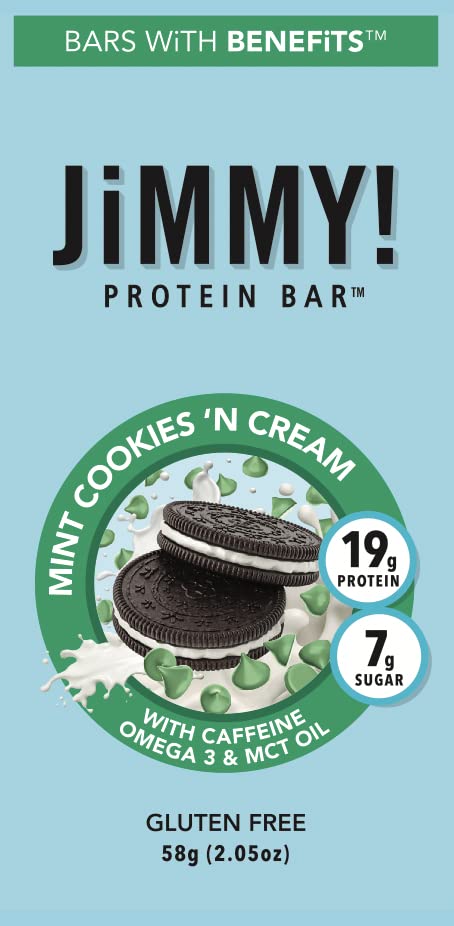 BARS WiTH BENEFiTS™
JiMMY!
PROTEIN BAR™
MINT COOKIES 'N CREAM
19g
PROTEIN
7g
SUGAR
WITH CAFFEINE
OMEGA 3 & MCT OIL
GLUTEN FREE
58g (2.05oz)